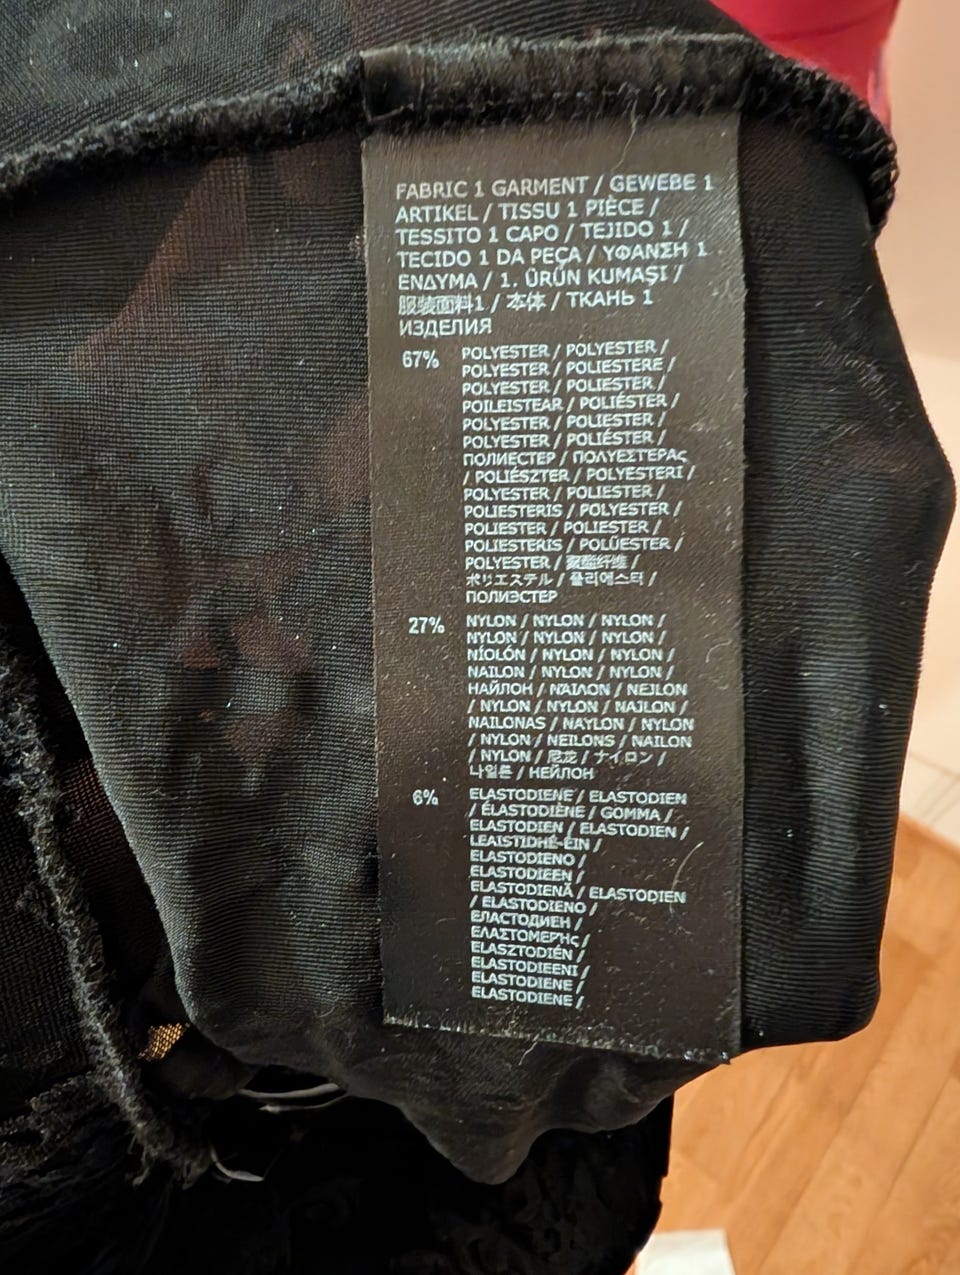 FABRIC 1 GARMENT / GEWEBE 1
ARTIKEL / TISSU 1 PIÈCE /
TESSITO 1 CAPO / TEJIDO 1 /
TECIDO 1 DA PEÇA / ΥΦΑΝΣΗ 1
ΕΝΔΥΜΑ / 1. ÜRÜN KUMAŞI /
服装面料1 / 本体 / ТКАНЬ 1
ИЗДЕЛИЯ
67% POLYESTER / POLYESTER /
POLYESTER / POLIESTERE /
POLYESTER / POLIESTER /
POILEISTEAR / POLIÉSTER /
POLYESTER / POLIESTER /
POLYESTER / POLIÉSTER /
ПОЛИЕСТЕР / ΠΟΛΥΕΣΤΕΡΑς
/ POLIÉSZTER / POLYESTERI /
POLYESTER / POLIESTER /
POLIESTERIS / POLYESTER /
POLIESTER / POLIESTER /
POLIESTERIS / POLÜESTER /
POLYESTER / 聚酯纤维 /
ポリエステル / 폴리에스터 /
ПОЛИЭСТЕР
27% NYLON / NYLON / NYLON /
NYLON / NYLON / NYLON /
NÍOLÓN / NYLON / NYLON /
NAILON / NYLON / NYLON /
НАЙЛОН / ΝΑΙΛΟΝ / NEJLON
/ NYLON / NYLON / NAJLON /
NAILONAS / NAYLON / NYLON
/ NYLON / NEILONS / NAILON
/ NYLON / 尼龙 / ナイロン /
나일론 / НЕЙЛОН
6% ELASTODIENE / ELASTODIEN
/ ÉLASTODIÈNE / GOMMA /
ELASTODIEN / ELASTODIEN /
LEAISTIDHÉ-ÉIN /
ELASTODIENO /
ELASTODIEEN /
ELASTODIENĂ / ELASTODIEN
/ ELASTODIENO /
ЕЛАСТОДИЕН /
ΕΛΑΣΤΟΜΕΡΗς /
ELASZTODIÉN /
ELASTODIEENI /
ELASTODIENE /
ELASTODIENE /